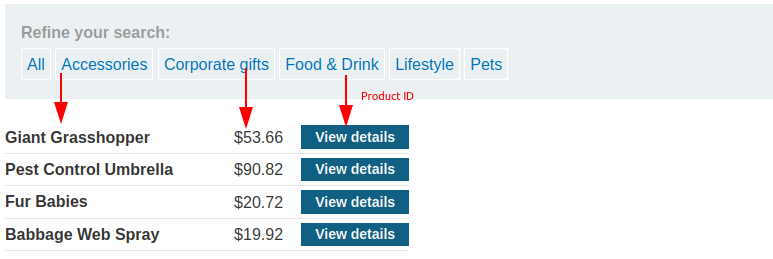 Refine your search:
All Accessories Corporate gifts Food & Drink Lifestyle Pets
Product ID
Giant Grasshopper $53.66 View details
Pest Control Umbrella $90.82 View details
Fur Babies $20.72 View details
Babbage Web Spray $19.92 View details